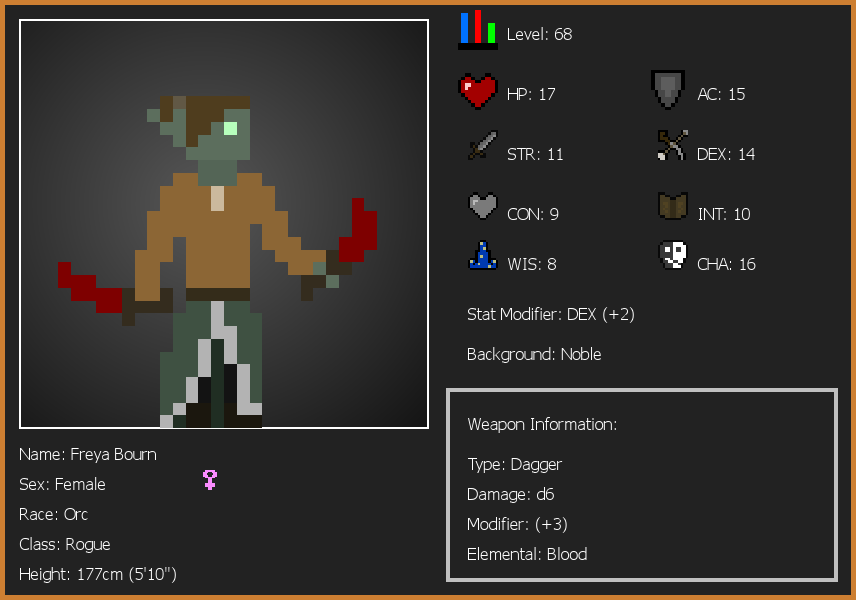 Level: 68
HP: 17
AC: 15
STR: 11
DEX: 14
CON: 9
INT: 10
WIS: 8
CHA: 16
Stat Modifier: DEX (+2)
Background: Noble
Weapon Information:
Type: Dagger
Damage: d6
Modifier: (+3)
Elemental: Blood
Name: Freya Bourn
Sex: Female
Race: Orc
Class: Rogue
Height: 177cm (5'10")